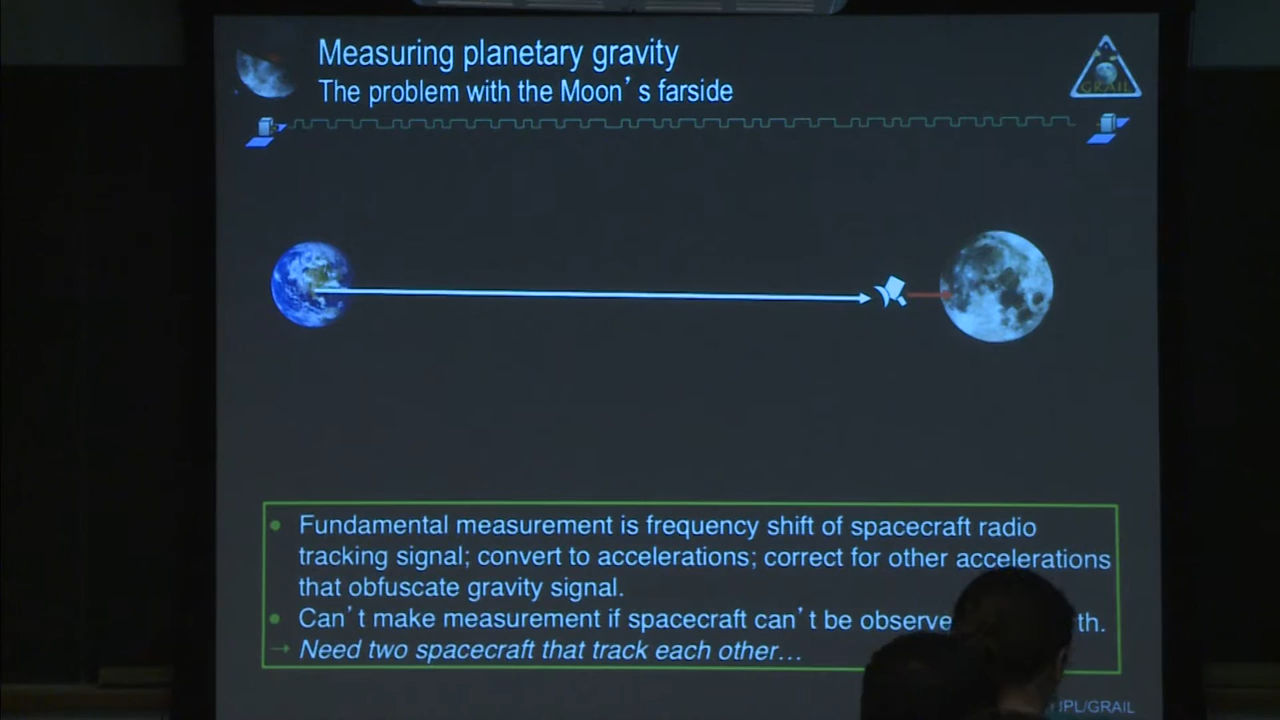 Measuring planetary gravity
The problem with the Moon’s farside
GRAIL
Fundamental measurement is frequency shift of spacecraft radio
tracking signal; convert to accelerations; correct for other accelerations
that obfuscate gravity signal.
Can’t make measurement if spacecraft can’t be observe th.
→ Need two spacecraft that track each other…
JPL/GRAIL